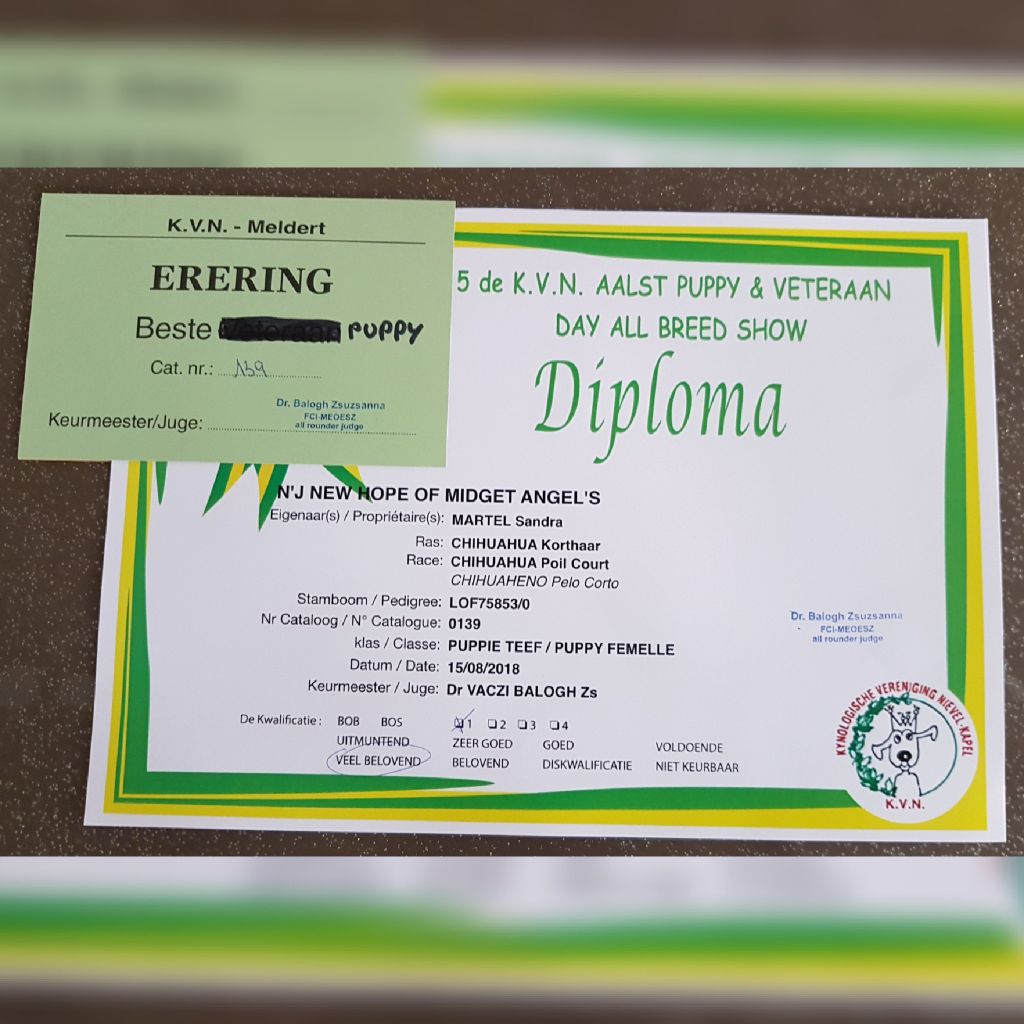 K.V.N. - Meldert
ERERING
Beste PUPPY
Cat. nr.: 139
Keurmeester/Juge:
Dr. Balogh Zsuzsanna
FCI-MEOESZ
all rounder judge
5 de K.V.N. AALST PUPPY & VETERAAN
DAY ALL BREED SHOW
Diploma
N'J NEW HOPE OF MIDGET ANGEL'S
Eigenaar(s) / Propriétaire(s): MARTEL Sandra
Ras: CHIHUAHUA Korthaar
Race: CHIHUAHUA Poil Court
CHIHUAHENO Pelo Corto
Stamboom / Pedigree: LOF75853/0
Nr Cataloog / N° Catalogue: 0139
klas / Classe: PUPPIE TEEF / PUPPY FEMELLE
Datum / Date: 15/08/2018
Keurmeester / Juge: Dr VACZI BALOGH Zs
Dr. Balogh Zsuzsanna
FCI-MEOESZ
all rounder judge
De Kwalificatie : BOB BOS 1 2 3 4
UITMUNTEND ZEER GOED GOED VOLDOENDE
VEEL BELOVEND BELOVEND DISKWALIFICATIE NIET KEURBAAR
KYNOLOGISCHE VERENIGING NIEVEL-KAPEL
K.V.N.